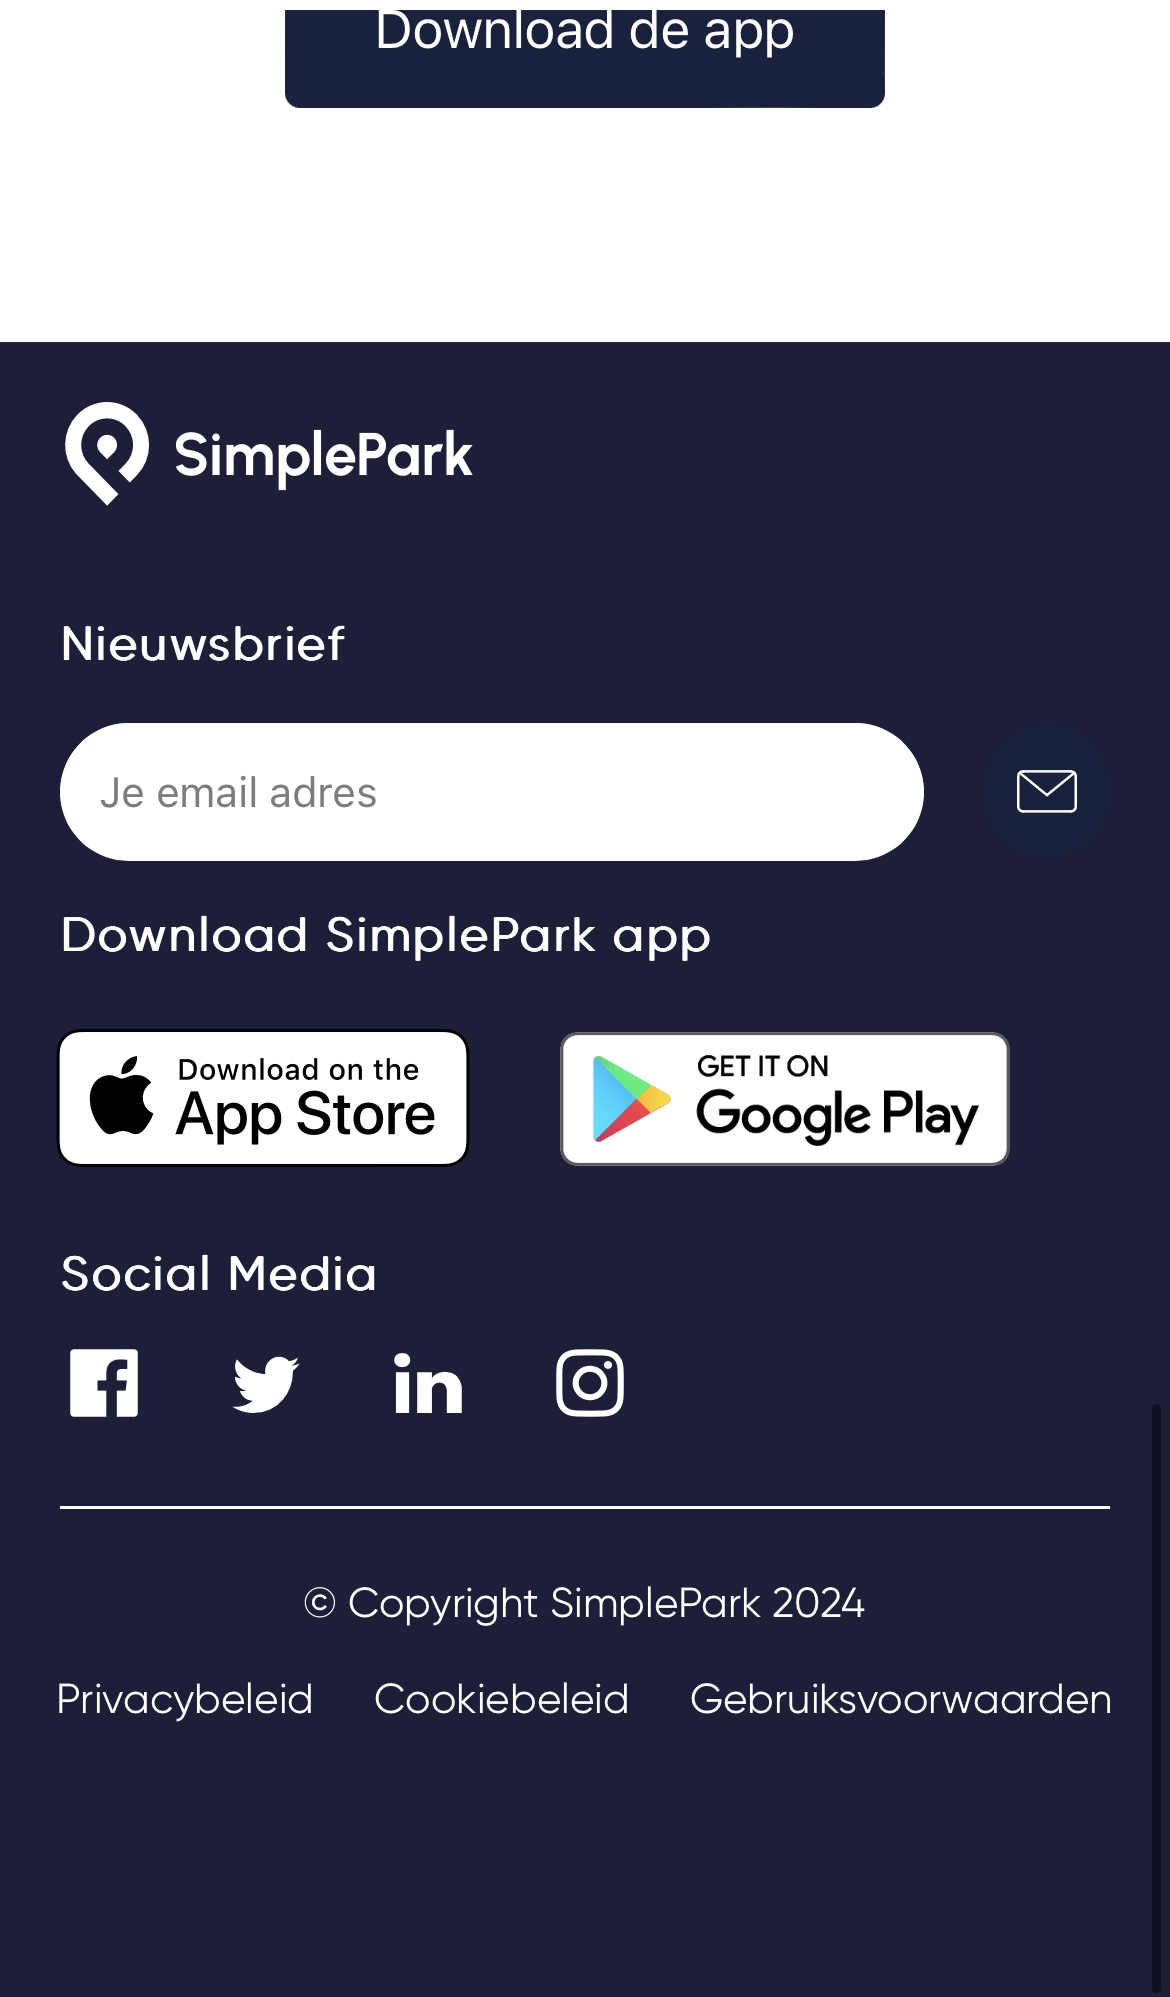 Download de app
SimplePark
Nieuwsbrief
Je email adres
Download SimplePark app
Download on the
App Store
GET IT ON
Google Play
Social Media
© Copyright SimplePark 2024
Privacybeleid Cookiebeleid Gebruiksvoorwaarden